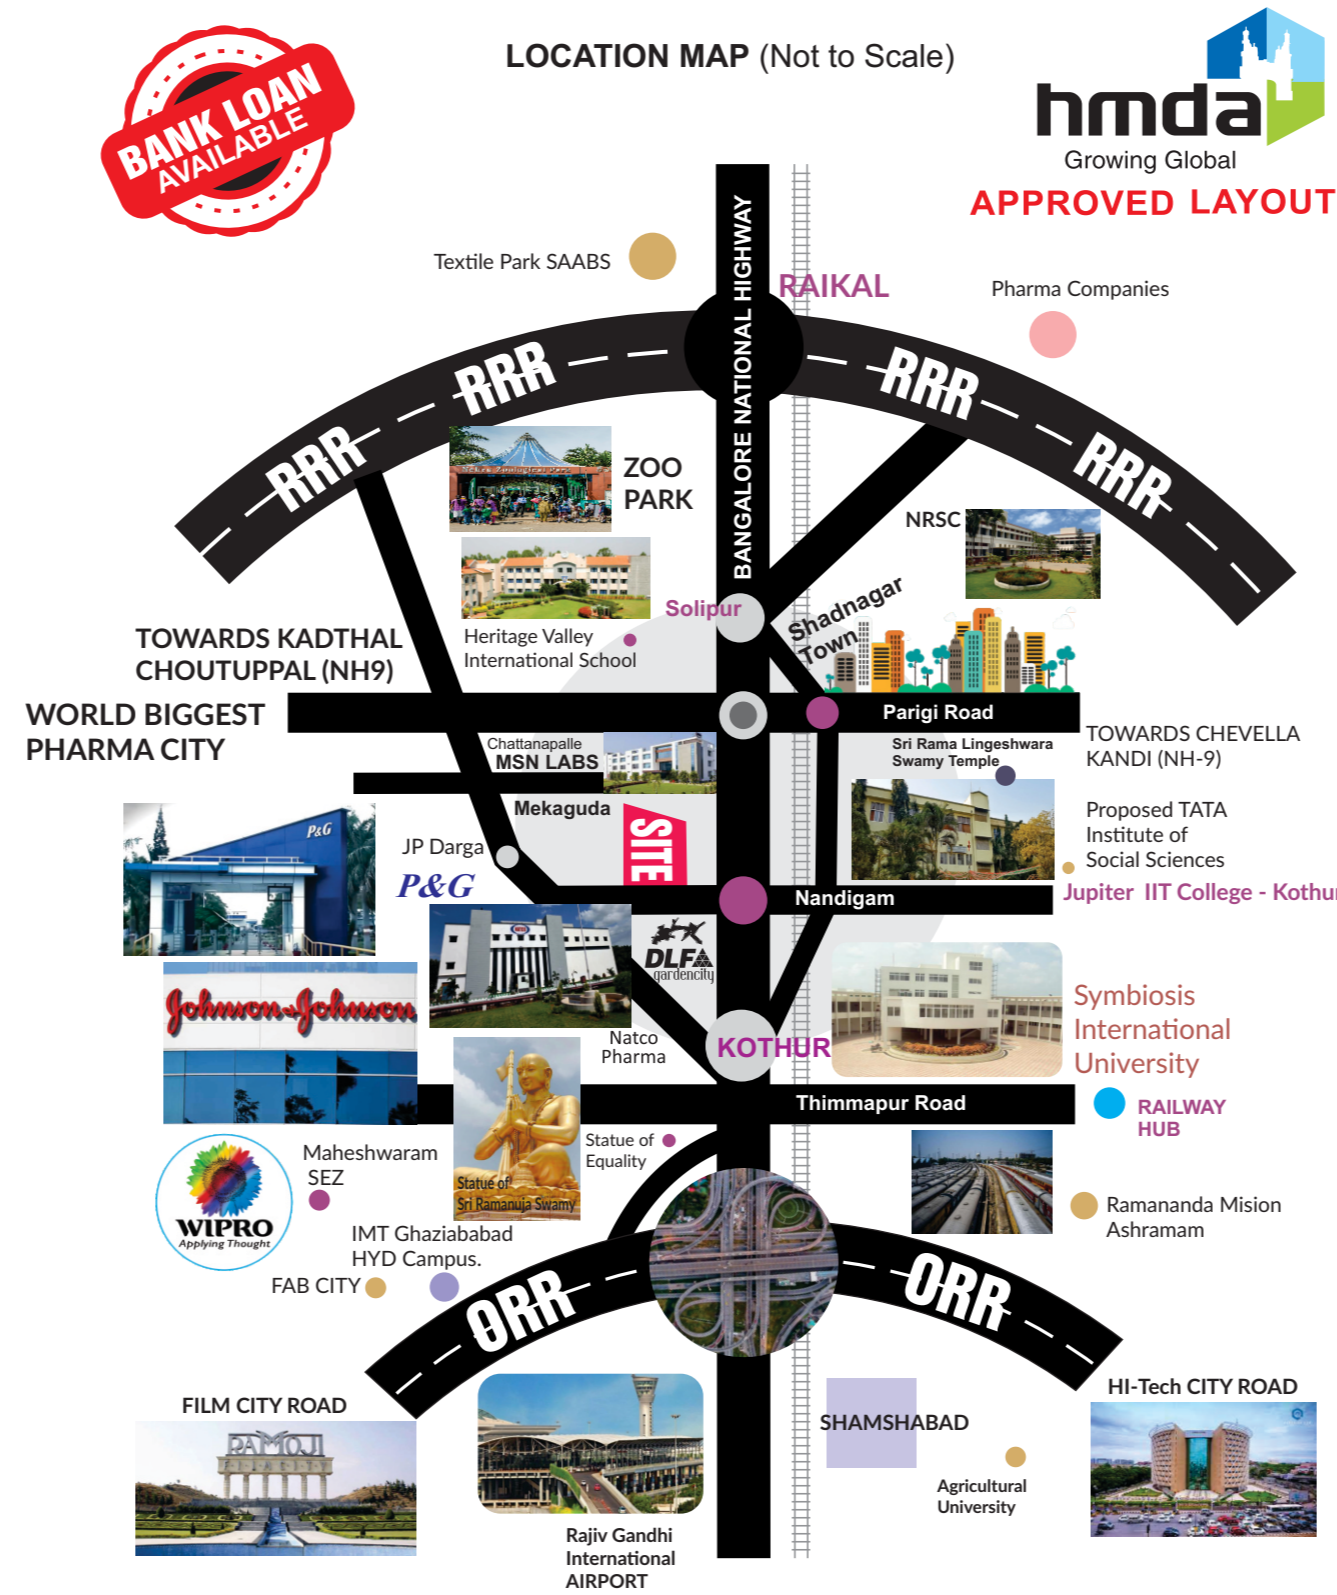 LOCATION MAP (Not to Scale)
BANK LOAN
AVAILABLE
hmda
Growing Global
APPROVED LAYOUT
Textile Park SAABS
BANGALORE NATIONAL HIGHWAY
RAIKAL
Pharma Companies
RRR
RRR
RRR
RRR
ZOO
PARK
NRSC
Solipur
Shadnagar
Town
Heritage Valley
International School
TOWARDS KADTHAL
CHOUTUPPAL (NH9)
WORLD BIGGEST
PHARMA CITY
Parigi Road
TOWARDS CHEVELLA
KANDI (NH-9)
Chattanapalle
MSN LABS
Sri Rama Lingeshwara
Swamy Temple
Mekaguda
SITE
P&G
JP Darga
P&G
Proposed TATA
Institute of
Social Sciences
Nandigam
Jupiter IIT College - Kothur
DLF
gardencity
Johnson-Johnson
Natco
Pharma
KOTHUR
Symbiosis
International
University
Thimmapur Road
RAILWAY
HUB
Statue of
Equality
Statue of
Sri Ramanuja Swamy
Maheshwaram
SEZ
WIPRO
Applying Thought
IMT Ghaziababad
HYD Campus.
FAB CITY
Ramananda Mision
Ashramam
ORR
ORR
FILM CITY ROAD
RAMOJI
HI-Tech CITY ROAD
SHAMSHABAD
Agricultural
University
Rajiv Gandhi
International
AIRPORT